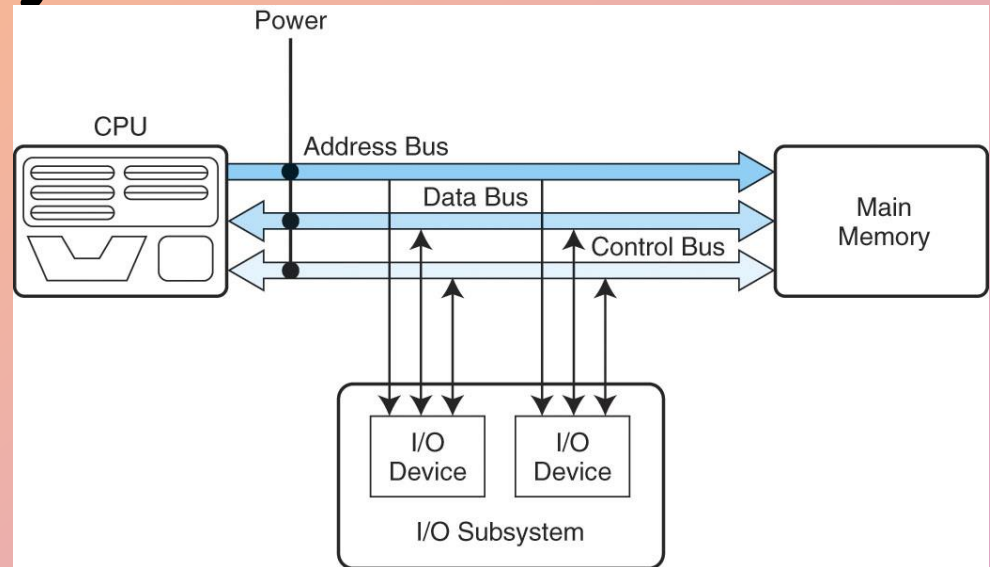 Power
CPU
Address Bus
Data Bus
Control Bus
Main
Memory
I/O
Device
I/O
Device
I/O Subsystem